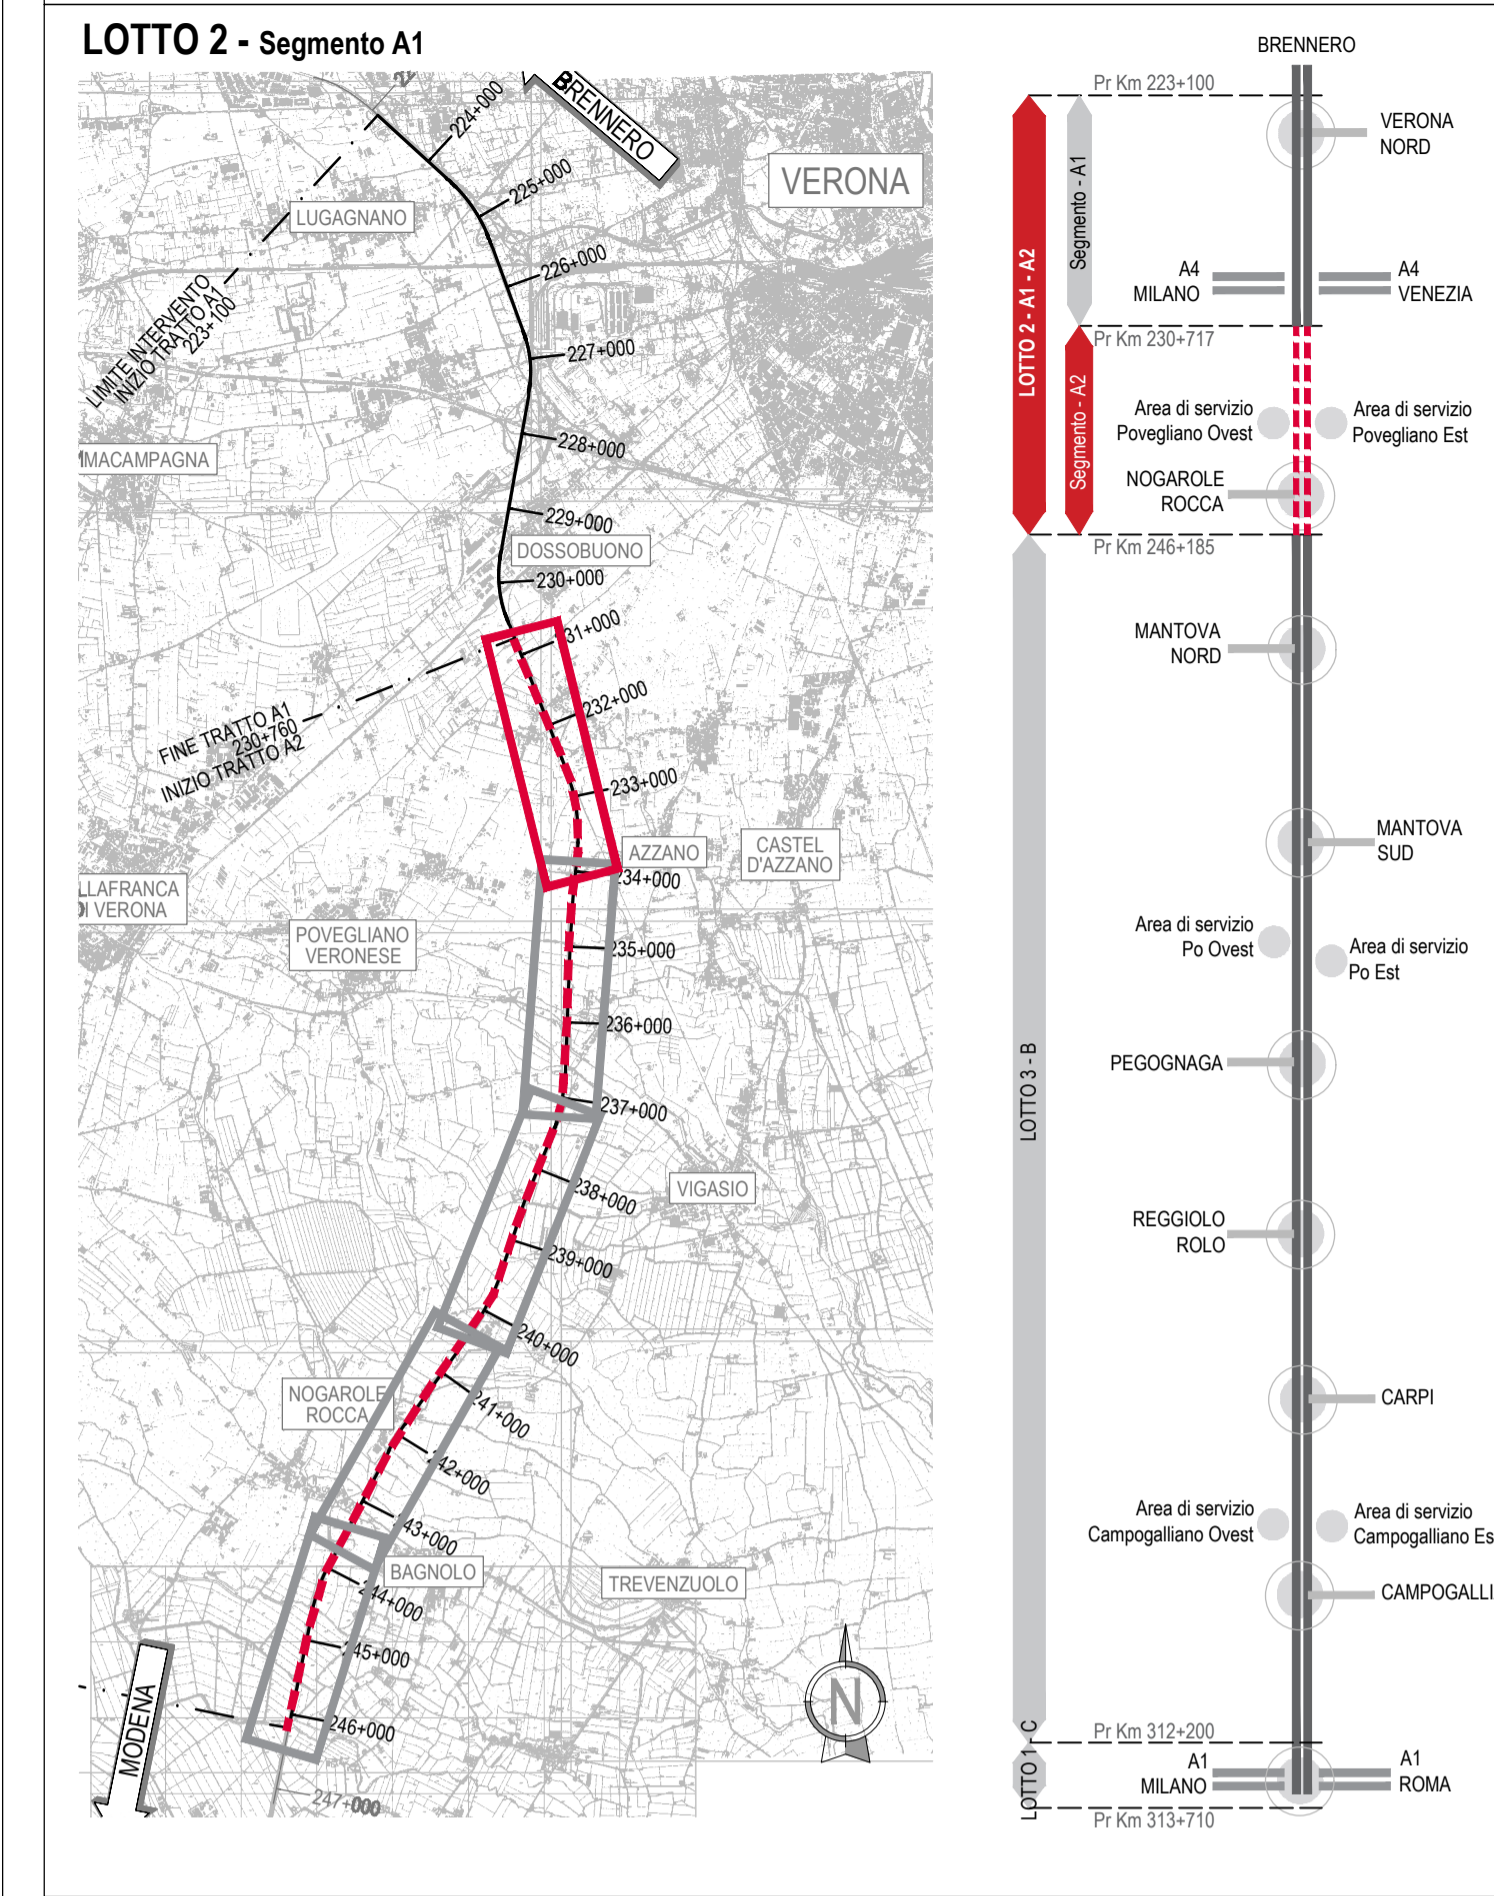 LOTTO 2 - Segmento A1
BRENNERO
224+000
225+000
226+000
227+000
228+000
229+000
230+000
231+000
232+000
233+000
234+000
235+000
236+000
237+000
238+000
239+000
240+000
241+000
242+000
243+000
244+000
245+000
246+000
247+000
VERONA
LUGAGNANO
LIMITE INTERVENTO
INIZIO TRATTO A1
223+100
MMACAMPAGNA
DOSSOBUONO
FINE TRATTO A1
230+760
INIZIO TRATTO A2
AZZANO
CASTEL
D'AZZANO
LLAFRANCA
DI VERONA
POVEGLIANO
VERONESE
VIGASIO
NOGAROLE
ROCCA
BAGNOLO
TREVENZUOLO
MODENA
N
BRENNERO
Pr Km 223+100
VERONA
NORD
LOTTO 2 - A1 - A2
Segmento - A1
A4
MILANO
A4
VENEZIA
Pr Km 230+717
Segmento - A2
Area di servizio
Povegliano Ovest
Area di servizio
Povegliano Est
NOGAROLE
ROCCA
Pr Km 246+185
MANTOVA
NORD
MANTOVA
SUD
Area di servizio
Po Ovest
Area di servizio
Po Est
LOTTO 3 - B
PEGOGNAGA
REGGIOLO
ROLO
CARPI
Area di servizio
Campogalliano Ovest
Area di servizio
Campogalliano Es
CAMPOGALLI
LOTTO 1 - C
Pr Km 312+200
A1
MILANO
A1
ROMA
Pr Km 313+710